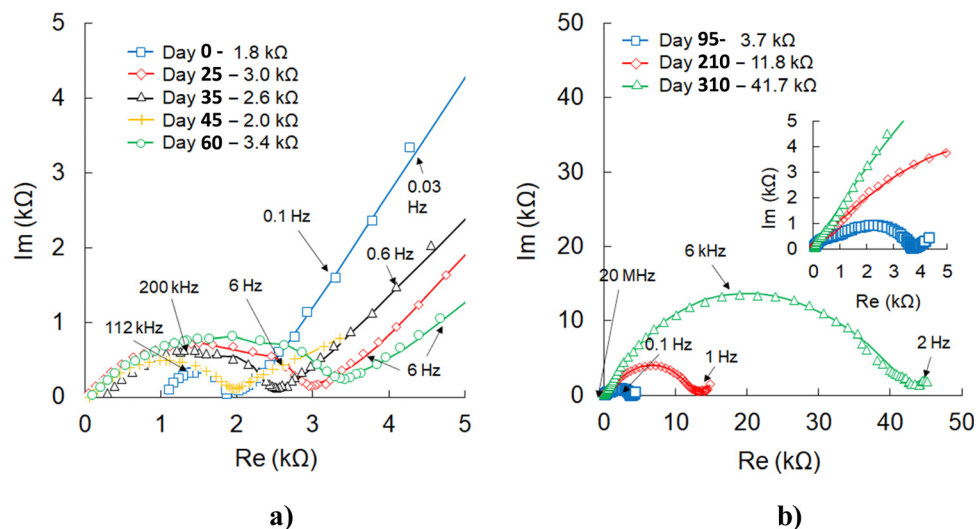 5
4
3
2
1
0
Im (kΩ)
Day 0 - 1.8 kΩ
Day 25 – 3.0 kΩ
Day 35 – 2.6 kΩ
Day 45 – 2.0 kΩ
Day 60 – 3.4 kΩ
0.03
Hz
0.1 Hz
0.6 Hz
200 kHz
6 Hz
112 kHz
6 Hz
0 1 2 3 4 5
Re (kΩ)
a)
50
40
30
20
10
0
Im (kΩ)
Day 95- 3.7 kΩ
Day 210 – 11.8 kΩ
Day 310 – 41.7 kΩ
5
4
3
2
1
0
Im (kΩ)
0 1 2 3 4 5
Re (kΩ)
6 kHz
20 MHz
0.1 Hz
1 Hz
2 Hz
0 10 20 30 40 50
Re (kΩ)
b)